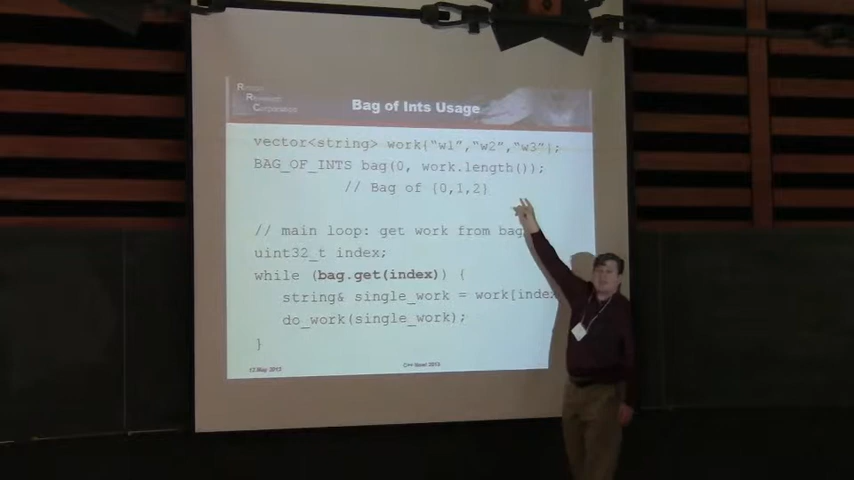 Bag of Ints Usage
vector<string> work{"w1","w2","w3"};
BAG_OF_INTS bag(0, work.length());
// Bag of {0,1,2}
// main loop: get work from bag
uint32_t index;
while (bag.get(index)) {
string& single_work = work[index
do_work(single_work);
}